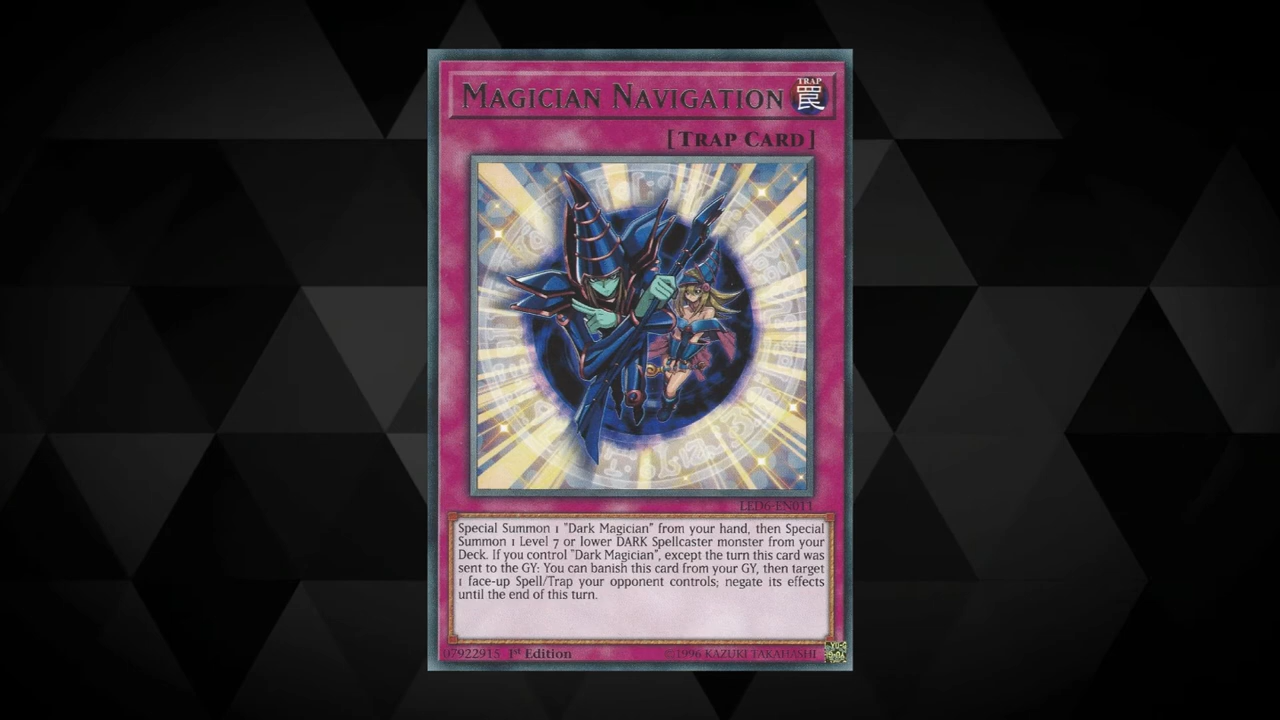 MAGICIAN NAVIGATION
TRAP
罠
[TRAP CARD]
LED6-EN011
Special Summon 1 "Dark Magician" from your hand, then Special
Summon 1 Level 7 or lower DARK Spellcaster monster from your
Deck. If you control "Dark Magician", except the turn this card was
sent to the GY: You can banish this card from your GY, then target
1 face-up Spell/Trap your opponent controls; negate its effects
until the end of this turn.
07922915 1st Edition ©1996 KAZUKI TAKAHASHI